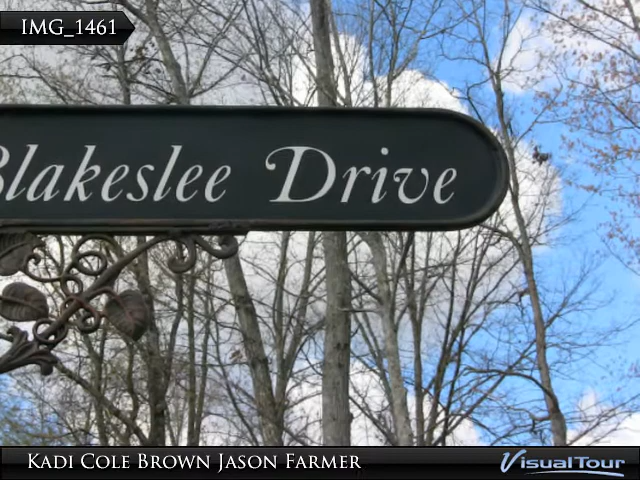 IMG_1461
Blakeslee Drive
KADI COLE BROWN JASON FARMER
VISUALTOUR